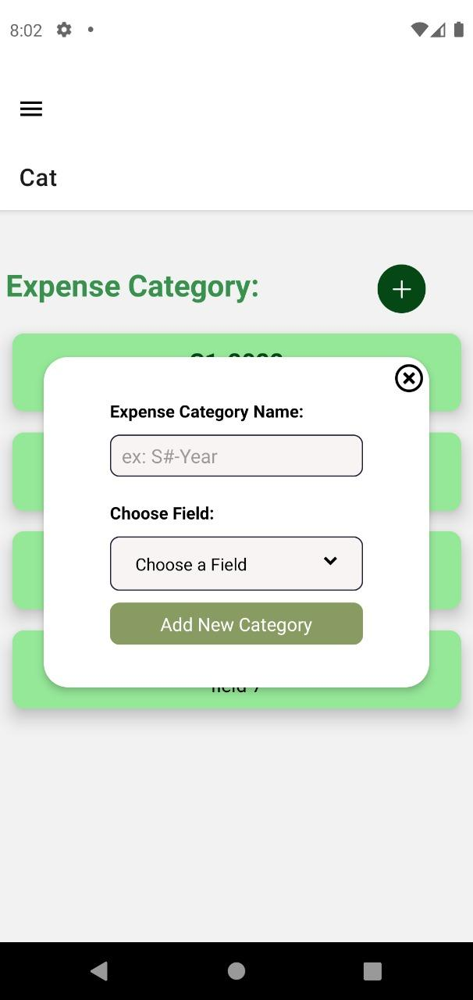 8:02
Cat
Expense Category:
Expense Category Name:
ex: S#-Year
Choose Field:
Choose a Field
Add New Category